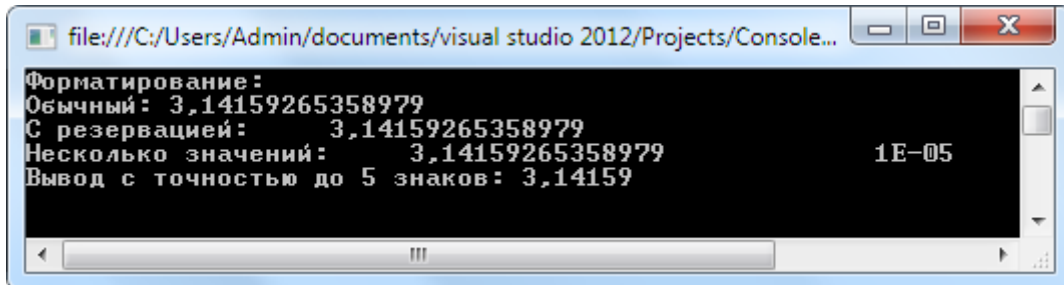 file:///C:/Users/Admin/documents/visual studio 2012/Projects/Console...
Форматирование:
Обычный: 3,14159265358979
С резервацией:     3,14159265358979
Несколько значений:     3,14159265358979             1E-05
Вывод с точностью до 5 знаков: 3,14159